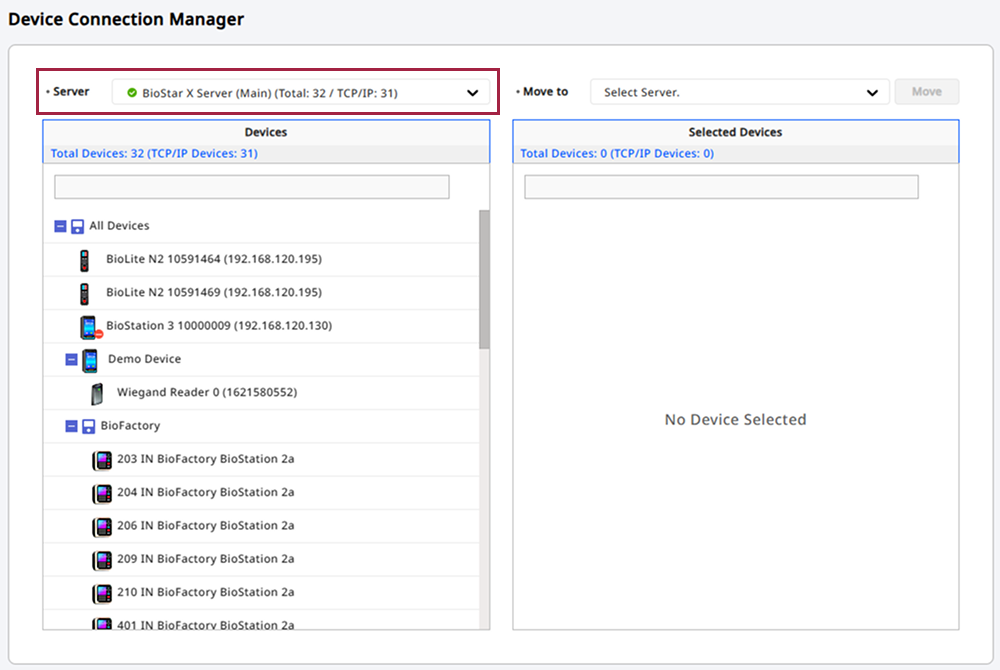 Device Connection Manager
• Server
BioStar X Server (Main) (Total: 32 / TCP/IP: 31)
• Move to
Select Server.
Move
Devices
Total Devices: 32 (TCP/IP Devices: 31)
All Devices
BioLite N2 10591464 (192.168.120.195)
BioLite N2 10591469 (192.168.120.195)
BioStation 3 10000009 (192.168.120.130)
Demo Device
Wiegand Reader 0 (1621580552)
BioFactory
203 IN BioFactory BioStation 2a
204 IN BioFactory BioStation 2a
206 IN BioFactory BioStation 2a
209 IN BioFactory BioStation 2a
210 IN BioFactory BioStation 2a
401 IN BioFactory BioStation 2a
Selected Devices
Total Devices: 0 (TCP/IP Devices: 0)
No Device Selected